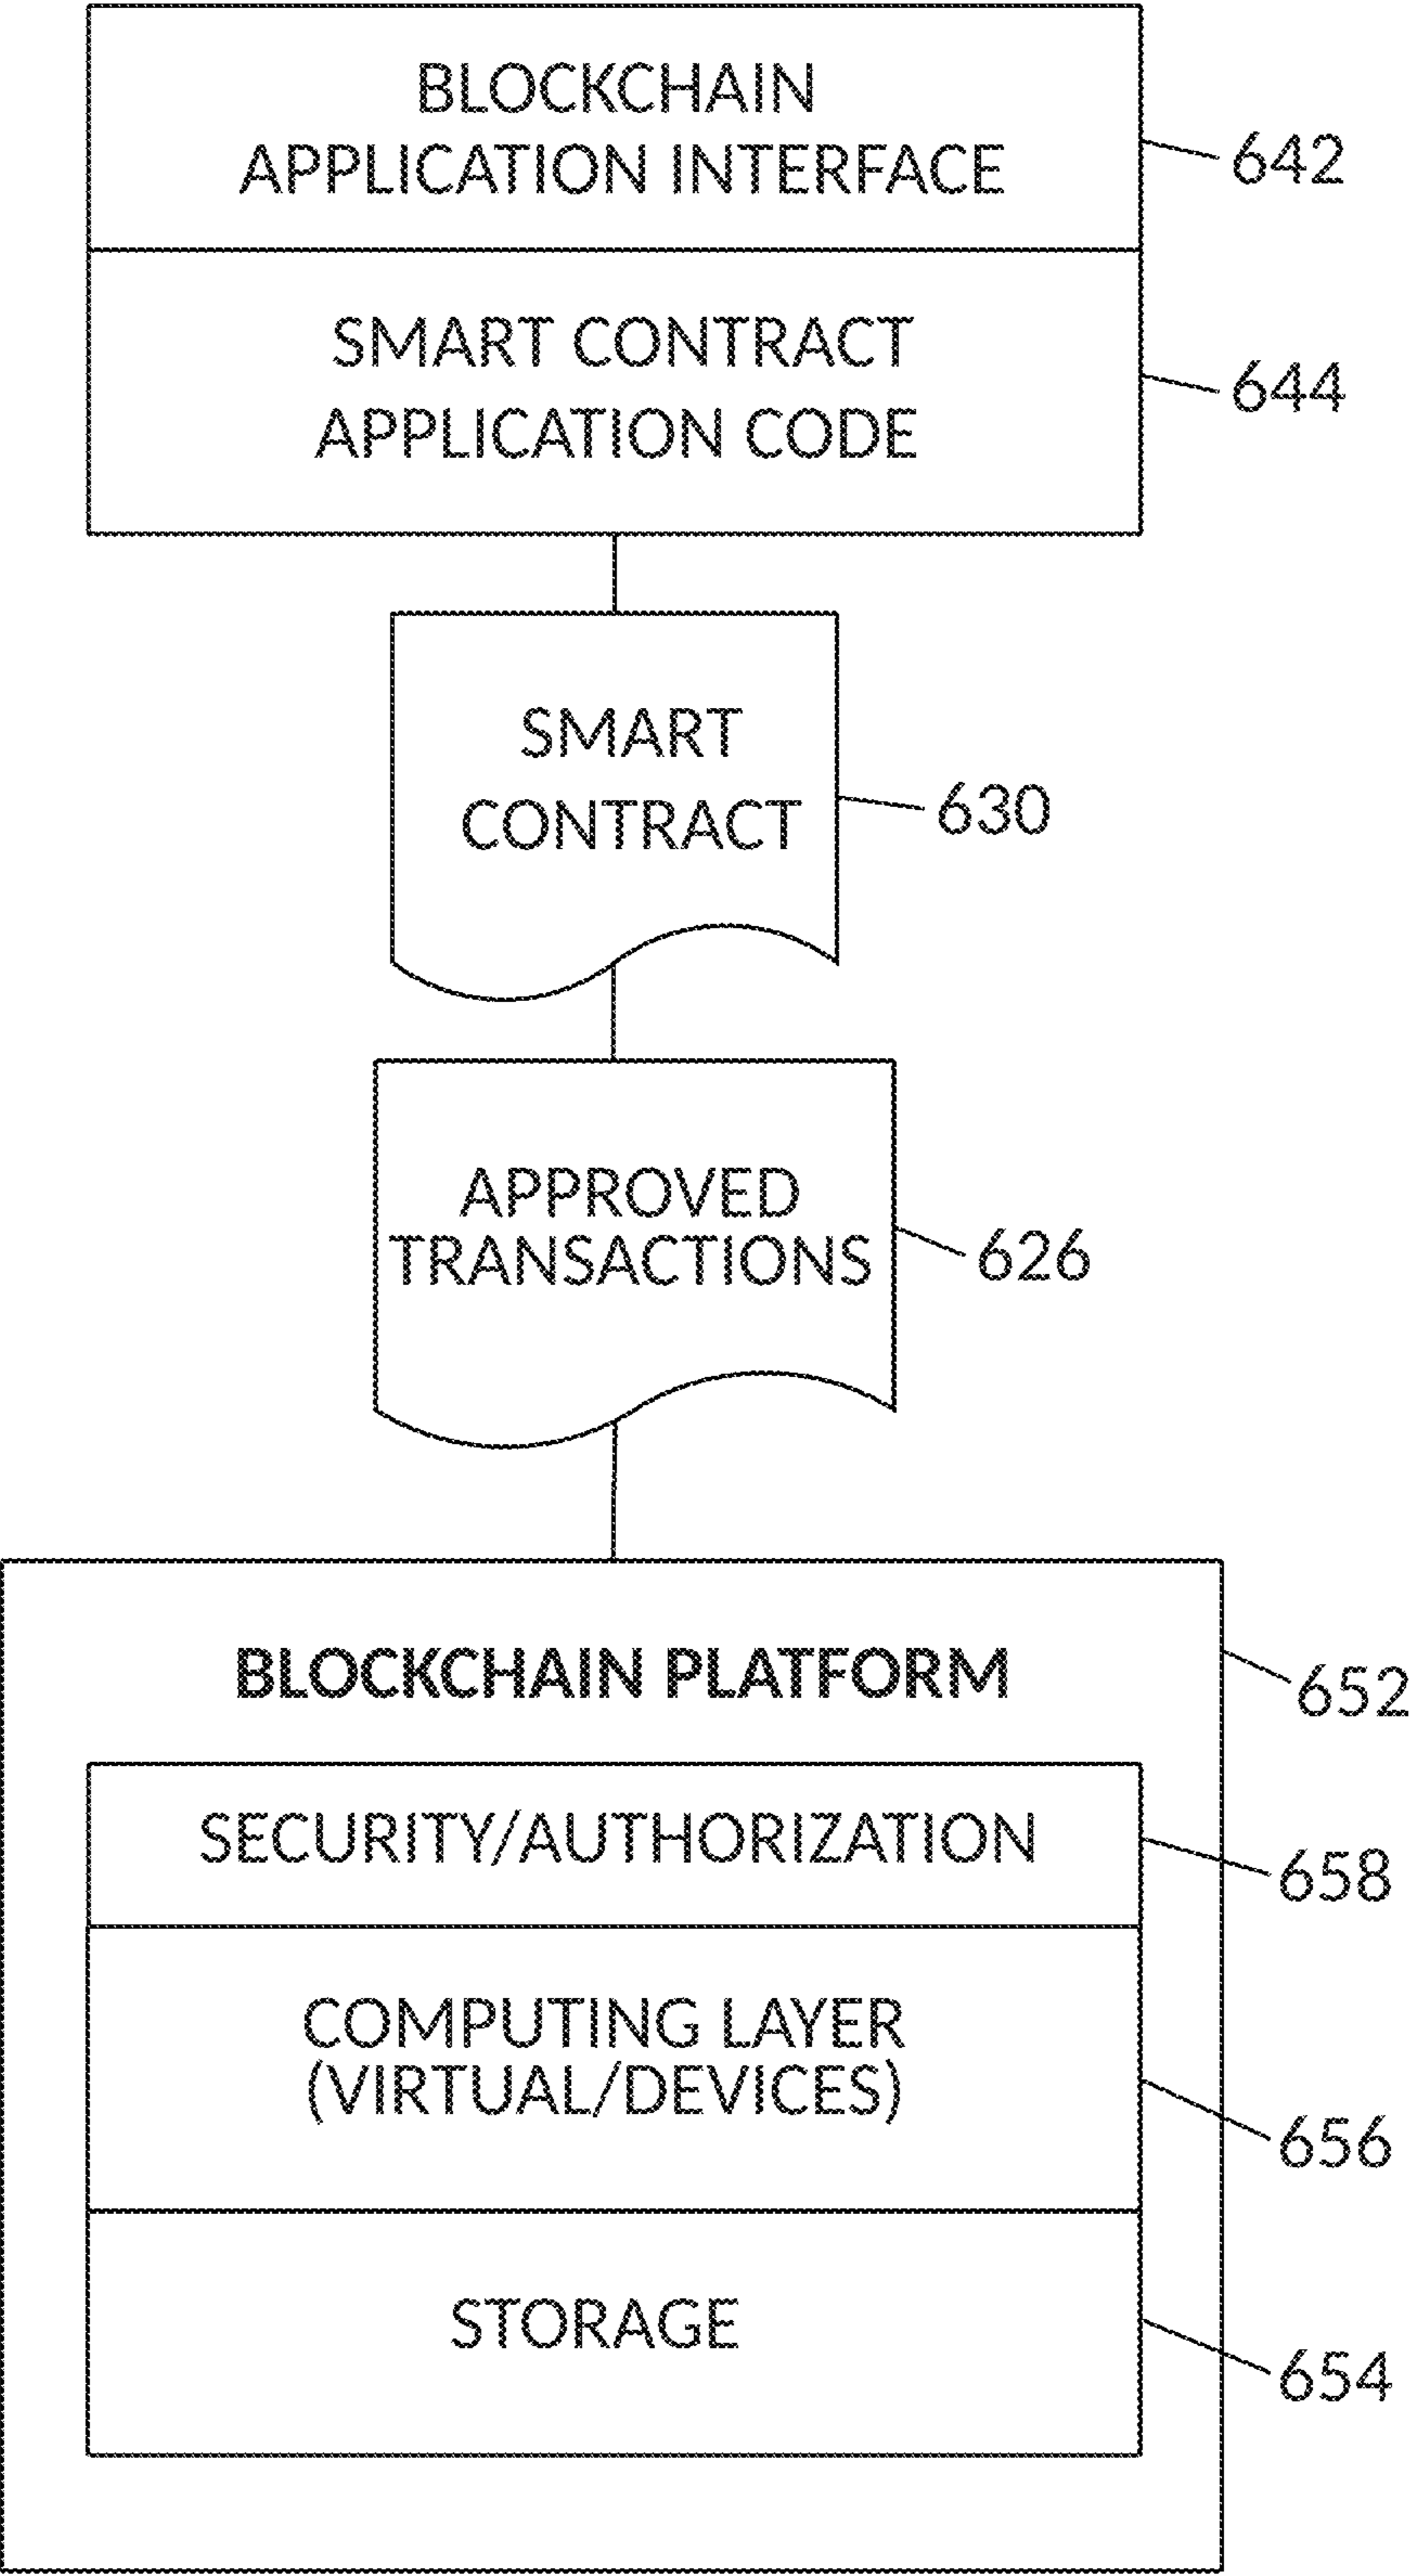 BLOCKCHAIN
APPLICATION INTERFACE
642
SMART CONTRACT
APPLICATION CODE
644
SMART
CONTRACT
630
APPROVED
TRANSACTIONS
626
BLOCKCHAIN PLATFORM
652
SECURITY/AUTHORIZATION
658
COMPUTING LAYER
(VIRTUAL/DEVICES)
656
STORAGE
654